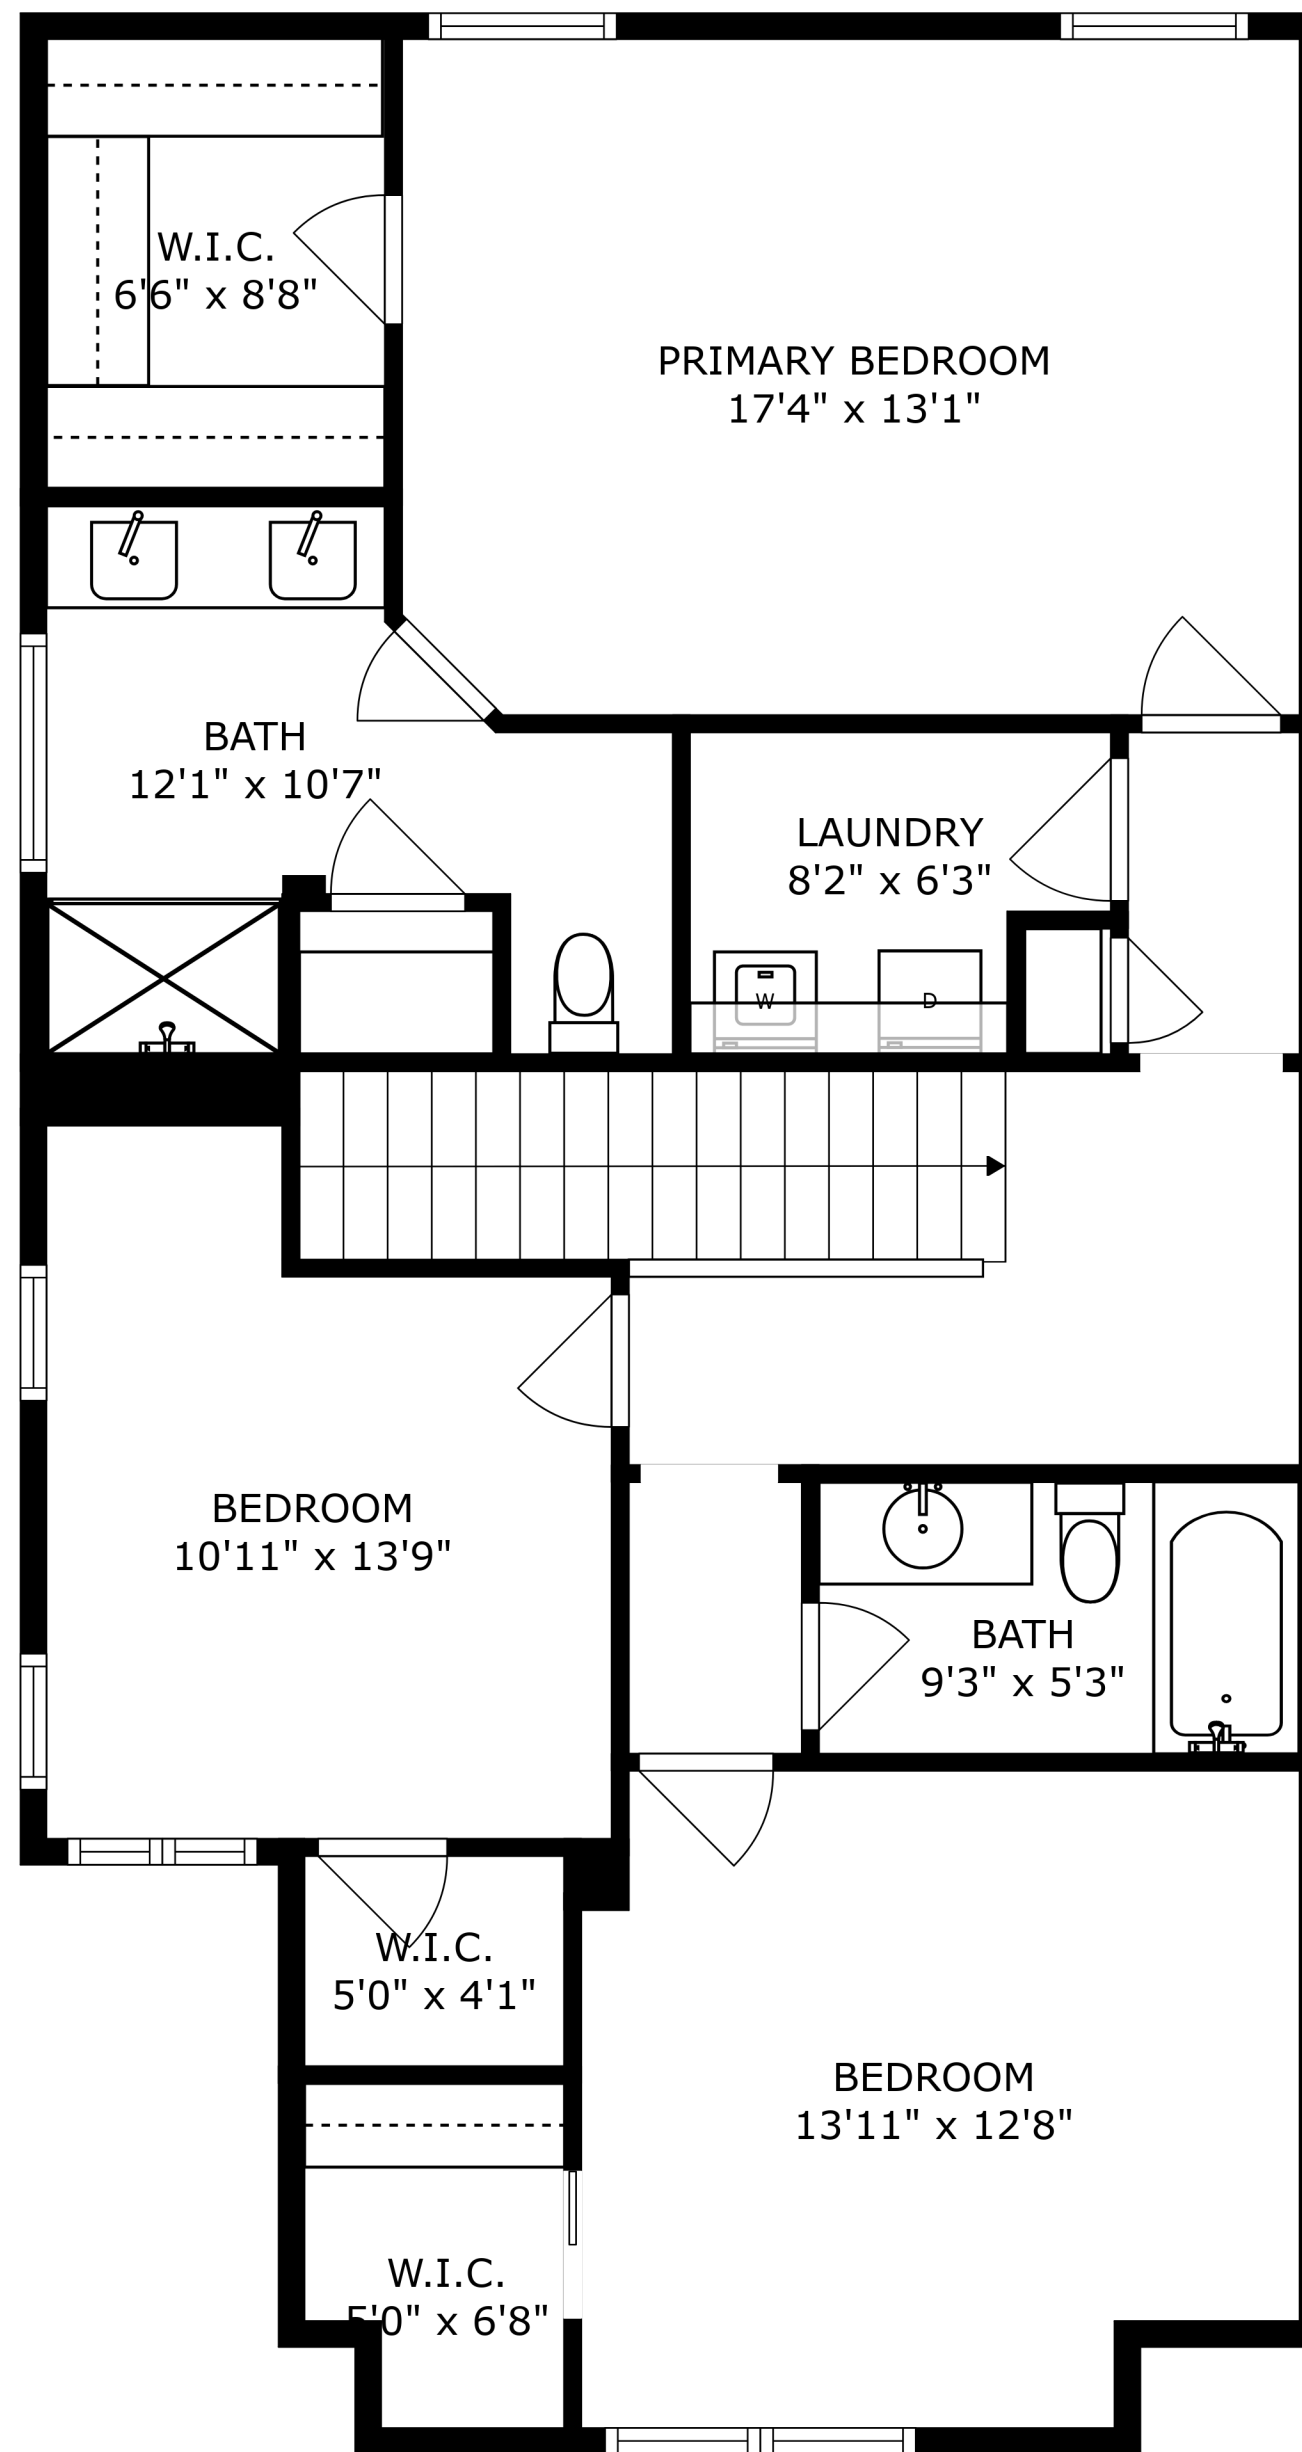 W.I.C.
6'6" x 8'8"
PRIMARY BEDROOM
17'4" x 13'1"
BATH
12'1" x 10'7"
LAUNDRY
8'2" x 6'3"
W
D
BEDROOM
10'11" x 13'9"
BATH
9'3" x 5'3"
W.I.C.
5'0" x 4'1"
BEDROOM
13'11" x 12'8"
W.I.C.
5'0" x 6'8"